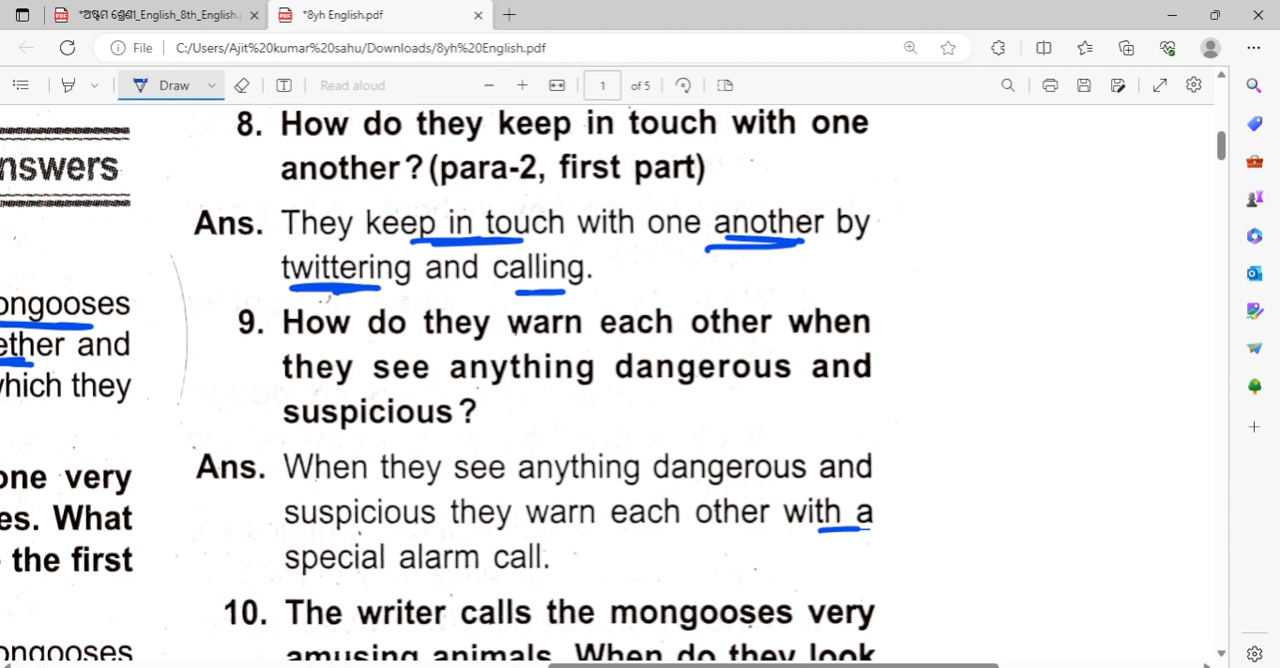 *ଅଷ୍ଟମ ଶ୍ରେଣୀ_English_8th_English.
*8yh English.pdf
File
C:/Users/Ajit%20kumar%20sahu/Downloads/8yh%20English.pdf
Draw
Read aloud
1
of 5
nswers
ongooses
ether and
which they
one very
es. What
the first
ongooses
8. How do they keep in touch with one
another? (para-2, first part)
Ans. They keep in touch with one another by
twittering and calling.
9. How do they warn each other when
they see anything dangerous and
suspicious?
Ans. When they see anything dangerous and
suspicious they warn each other with a
special alarm call.
10. The writer calls the mongooses very
amusing animals. When do they look